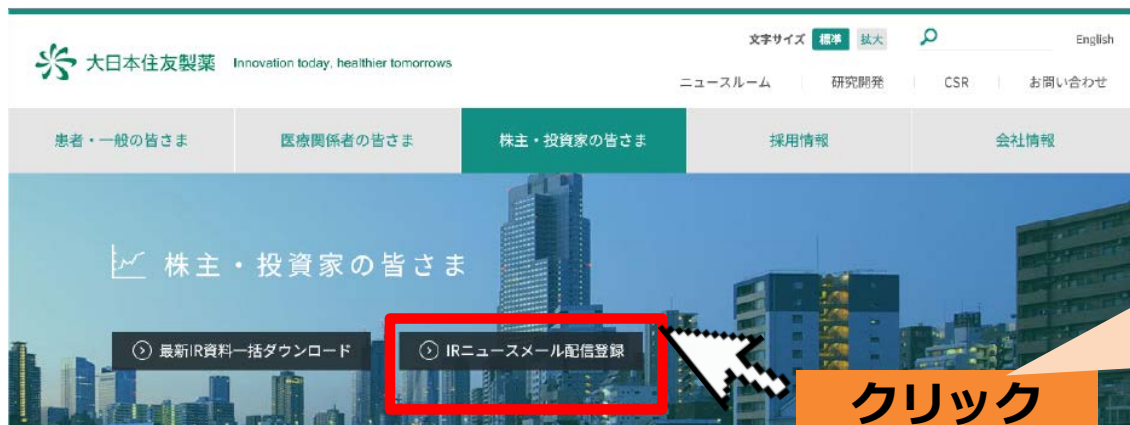 文字サイズ 標準 拡大 English
大日本住友製薬 Innovation today, healthier tomorrows
ニュースルーム 研究開発 CSR お問い合わせ
患者・一般の皆さま 医療関係者の皆さま 株主・投資家の皆さま 採用情報 会社情報
株主・投資家の皆さま
最新IR資料一括ダウンロード IRニュースメール配信登録
クリック